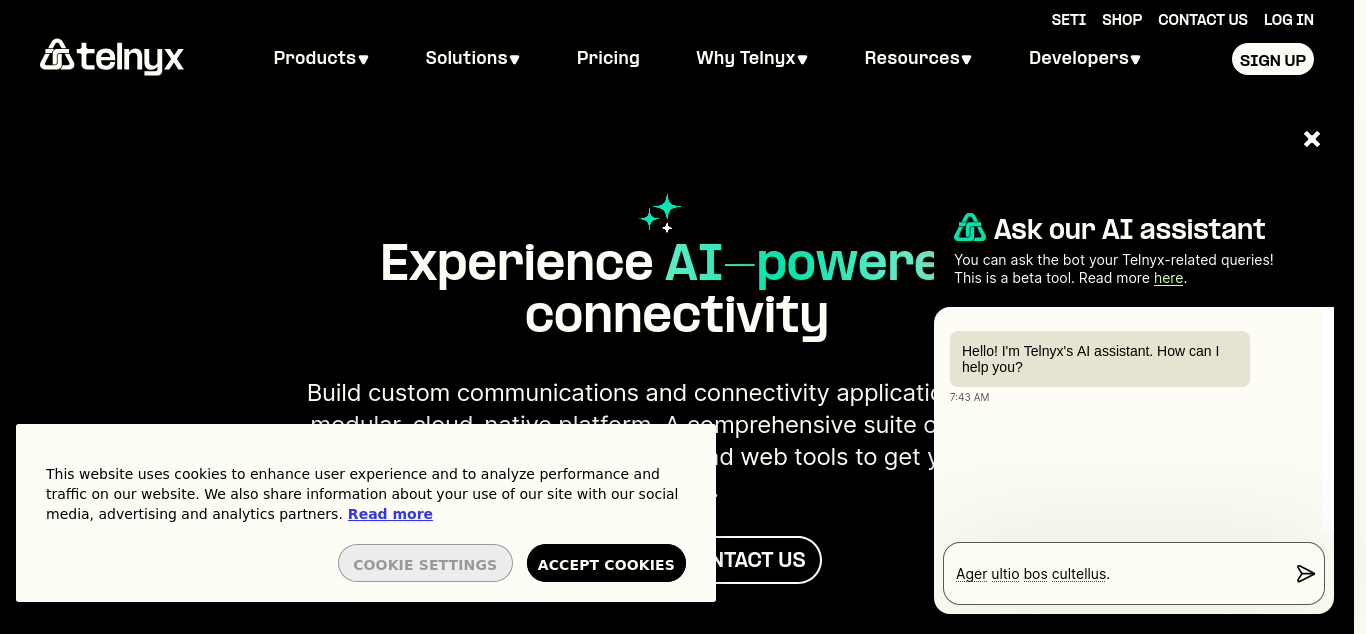 SETI SHOP CONTACT US LOG IN
telnyx Products Solutions Pricing Why Telnyx Resources Developers SIGN UP
Experience AI-powere
connectivity
Build custom communications and connectivity applicatio
modular, cloud-native platform. A comprehensive suite
web tools to get
NTACT US
This website uses cookies to enhance user experience and to analyze performance and
traffic on our website. We also share information about your use of our site with our social
media, advertising and analytics partners. Read more
COOKIE SETTINGS ACCEPT COOKIES
Ask our AI assistant
You can ask the bot your Telnyx-related queries!
This is a beta tool. Read more here.
Hello! I'm Telnyx's AI assistant. How can I
help you?
7:43 AM
Ager ultio bos cultellus.